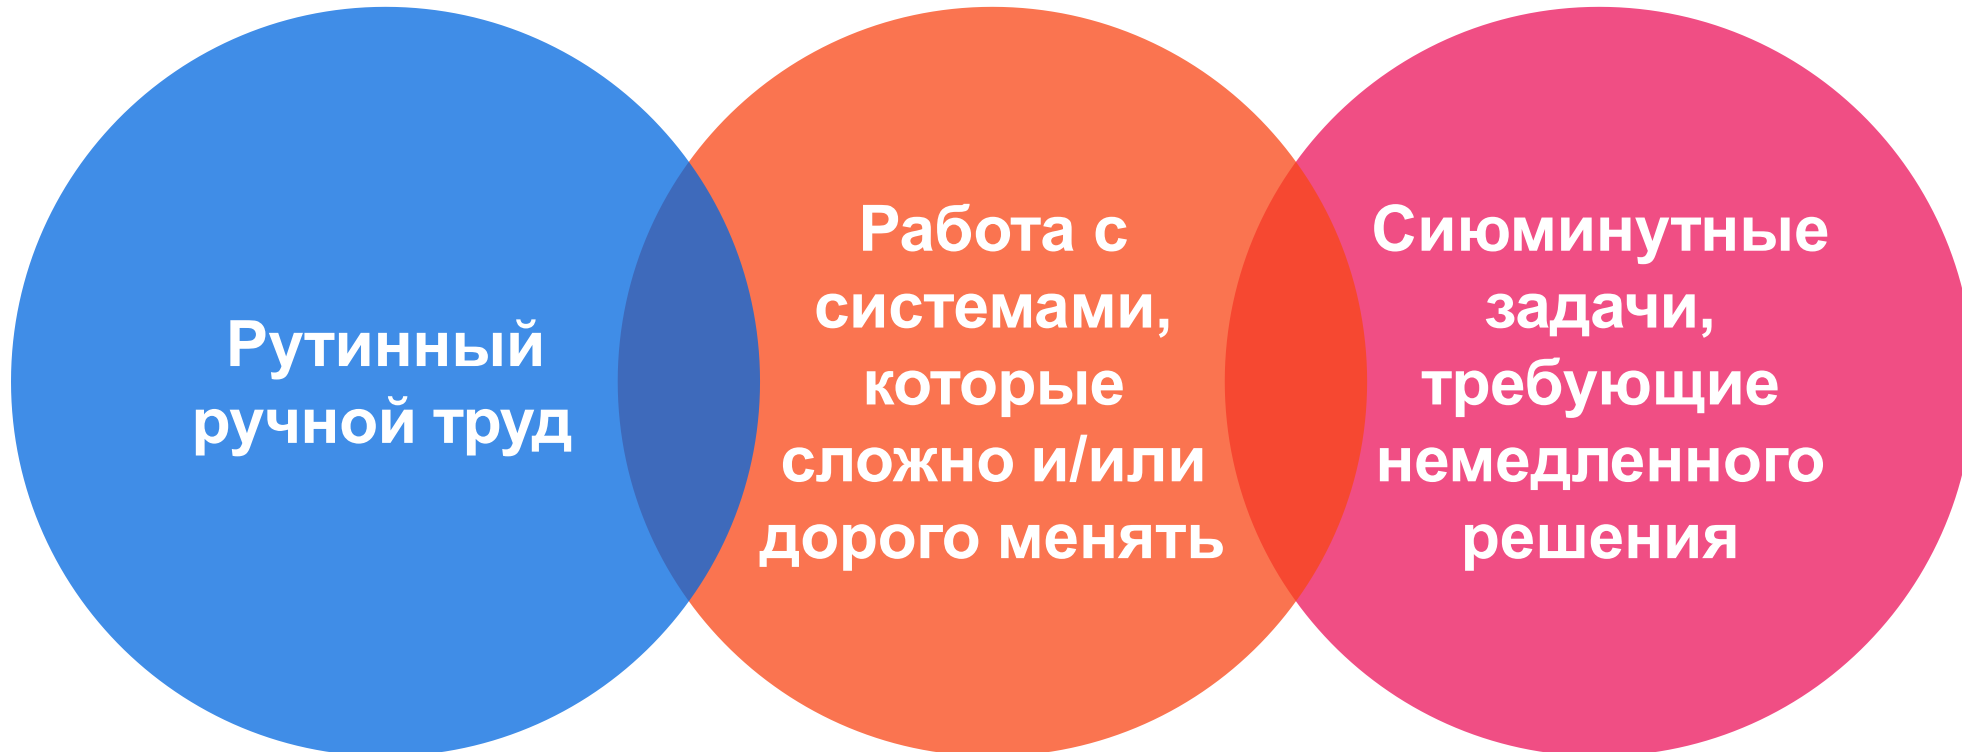 Рутинный
ручной труд
Работа с
системами,
которые
сложно и/или
дорого менять
Сиюминутные
задачи,
требующие
немедленного
решения